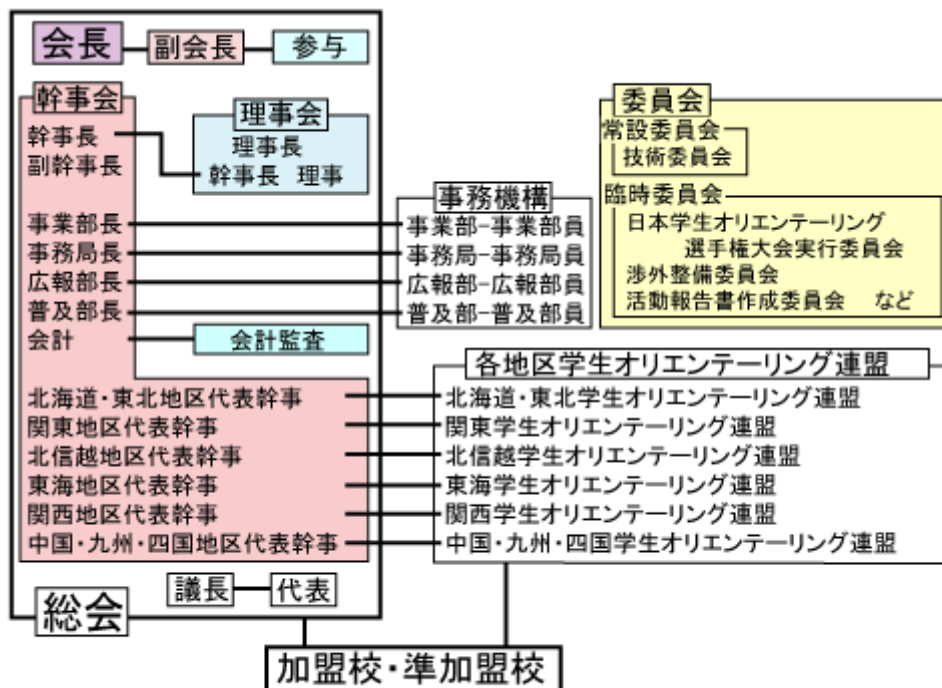 会長 副会長 参与
幹事会
幹事長
副幹事長
事業部長
事務局長
広報部長
普及部長
会計
北海道・東北地区代表幹事
関東地区代表幹事
北信越地区代表幹事
東海地区代表幹事
関西地区代表幹事
中国・九州・四国地区代表幹事
理事会
理事長
幹事長 理事
会計監査
議長 代表
総会
事務機構
事業部-事業部員
事務局-事務局員
広報部-広報部員
普及部-普及部員
委員会
常設委員会
技術委員会
臨時委員会
日本学生オリエンテーリング
選手権大会実行委員会
渉外整備委員会
活動報告書作成委員会 など
各地区学生オリエンテーリング連盟
北海道・東北学生オリエンテーリング連盟
関東学生オリエンテーリング連盟
北信越学生オリエンテーリング連盟
東海学生オリエンテーリング連盟
関西学生オリエンテーリング連盟
中国・九州・四国学生オリエンテーリング連盟
加盟校・準加盟校